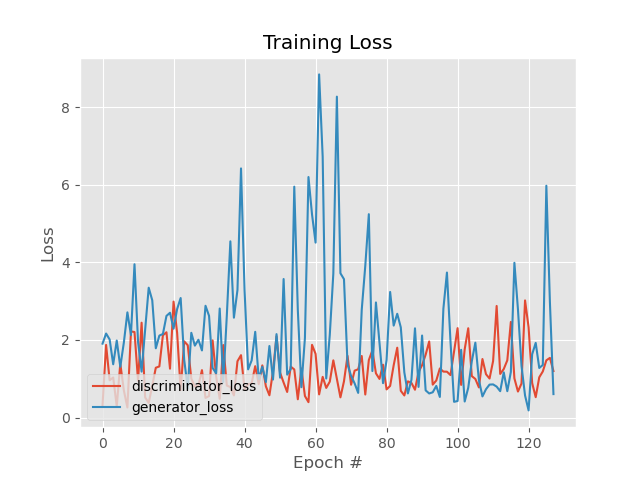 Training Loss
Loss
8
6
4
2
0
discriminator_loss
generator_loss
0 20 40 60 80 100 120
Epoch #